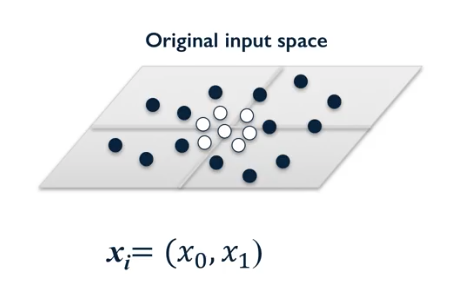 Original input space
xᵢ= (x₀, x₁)